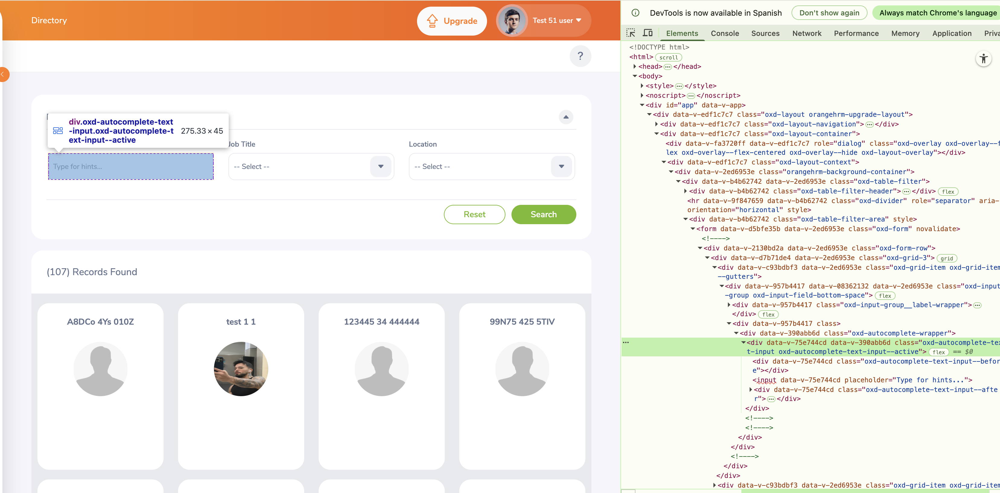 Directory
Upgrade
Test 51 user
?
div.oxd-autocomplete-text
-input.oxd-autocomplete-t
ext-input--active
275.33×45
Job Title
Location
Type for hints...
-- Select --
-- Select --
Reset
Search
(107) Records Found
A8DCo 4Ys 010Z
test 1 1
123445 34 444444
99N75 425 5TIV
DevTools is now available in Spanish
Don't show again
Always match Chrome's language
Elements
Console
Sources
Network
Performance
Memory
Application
Priva
<!DOCTYPE html>
<html> scroll
<head> ... </head>
<body>
<style> ... </style>
<noscript> ... </noscript>
<div id="app" data-v-app>
<div data-v-edf1c7c7 class="oxd-layout orangehrm-upgrade-layout">
<div data-v-edf1c7c7 class="oxd-layout-navigation"> ... </div>
<div data-v-edf1c7c7 class="oxd-layout-container">
<div data-v-fa3720ff data-v-edf1c7c7 role="dialog" class="oxd-overlay oxd-overlay--f
lex oxd-overlay--flex-centered oxd-overlay--hide oxd-layout-overlay"></div>
<div data-v-edf1c7c7 class="oxd-layout-context">
<div data-v-2ed6953e class="orangehrm-background-container">
<div data-v-b4b62742 data-v-2ed6953e class="oxd-table-filter">
<div data-v-b4b62742 class="oxd-table-filter-header"> ... </div> flex
<hr data-v-9f847659 data-v-b4b62742 class="oxd-divider" role="separator" aria-
orientation="horizontal" style>
<div data-v-b4b62742 class="oxd-table-filter-area" style>
<form data-v-d5bfe35b data-v-2ed6953e class="oxd-form" novalidate>
<!---->
<div data-v-2130bd2a data-v-2ed6953e class="oxd-form-row">
<div data-v-d7b71de4 data-v-2ed6953e class="oxd-grid-3"> grid
<div data-v-c93bdbf3 data-v-2ed6953e class="oxd-grid-item oxd-grid-item
--gutters">
<div data-v-957b4417 data-v-08362132 data-v-2ed6953e class="oxd-input
-group oxd-input-field-bottom-space"> flex
<div data-v-957b4417 class="oxd-input-group__label-wrapper"> ...
</div> flex
<div data-v-957b4417 class>
<div data-v-390abb6d class="oxd-autocomplete-wrapper">
... <div data-v-75e744cd data-v-390abb6d class="oxd-autocomplete-tex
t-input oxd-autocomplete-text-input--active"> flex == $0
<div data-v-75e744cd class="oxd-autocomplete-text-input--befor
e"></div>
<input data-v-75e744cd placeholder="Type for hints...">
<div data-v-75e744cd class="oxd-autocomplete-text-input--afte
r"> ... </div>
</div>
<!---->
<!---->
</div>
</div>
<!---->
</div>
</div>
<div data-v-c93bdbf3 data-v-2ed6953e class="oxd-grid-item oxd-grid-item